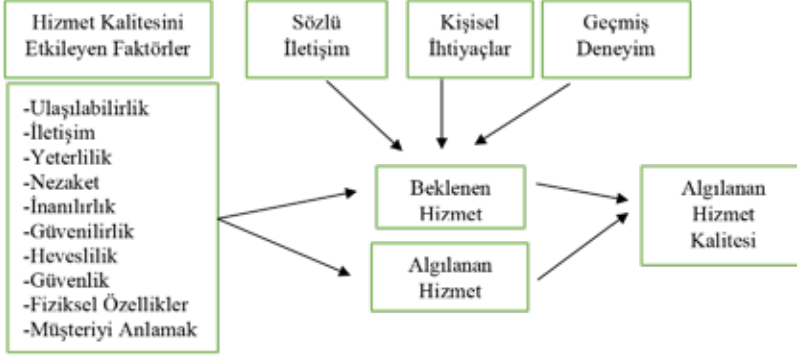 Hizmet Kalitesini
Etkileyen Faktörler
Sözlü
İletişim
Kişisel
İhtiyaçlar
Geçmiş
Deneyim
-Ulaşılabilirlik
-İletişim
-Yeterlilik
-Nezaket
-İnanılırlık
-Güvenilirlik
-Heveslilik
-Güvenlik
-Fiziksel Özellikler
-Müşteriyi Anlamak
Beklenen
Hizmet
Algılanan
Hizmet
Algılanan
Hizmet
Kalitesi